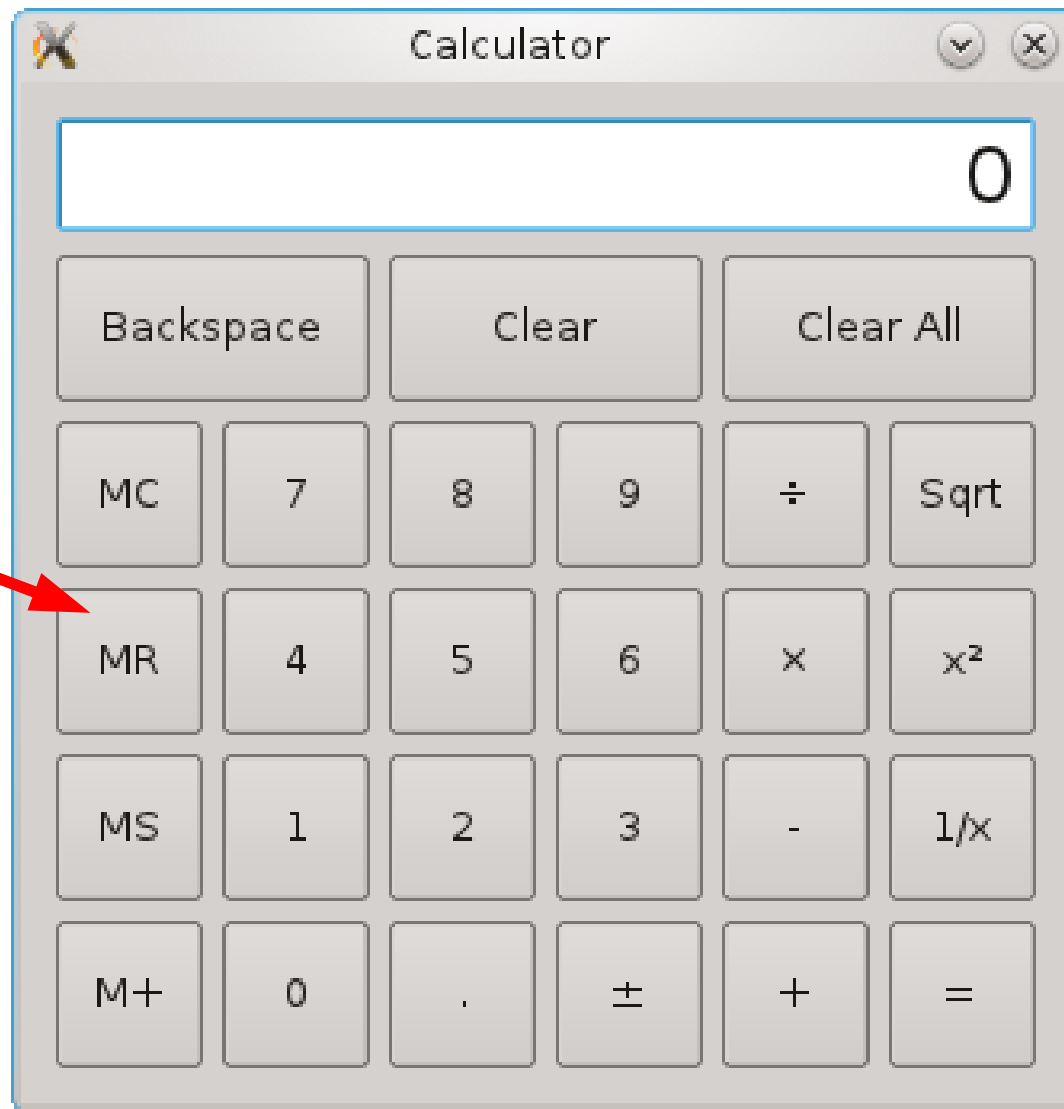 Calculator
0
Backspace Clear Clear All
MC 7 8 9 ÷ Sqrt
MR 4 5 6 × x²
MS 1 2 3 - 1/x
M+ 0 . ± + =